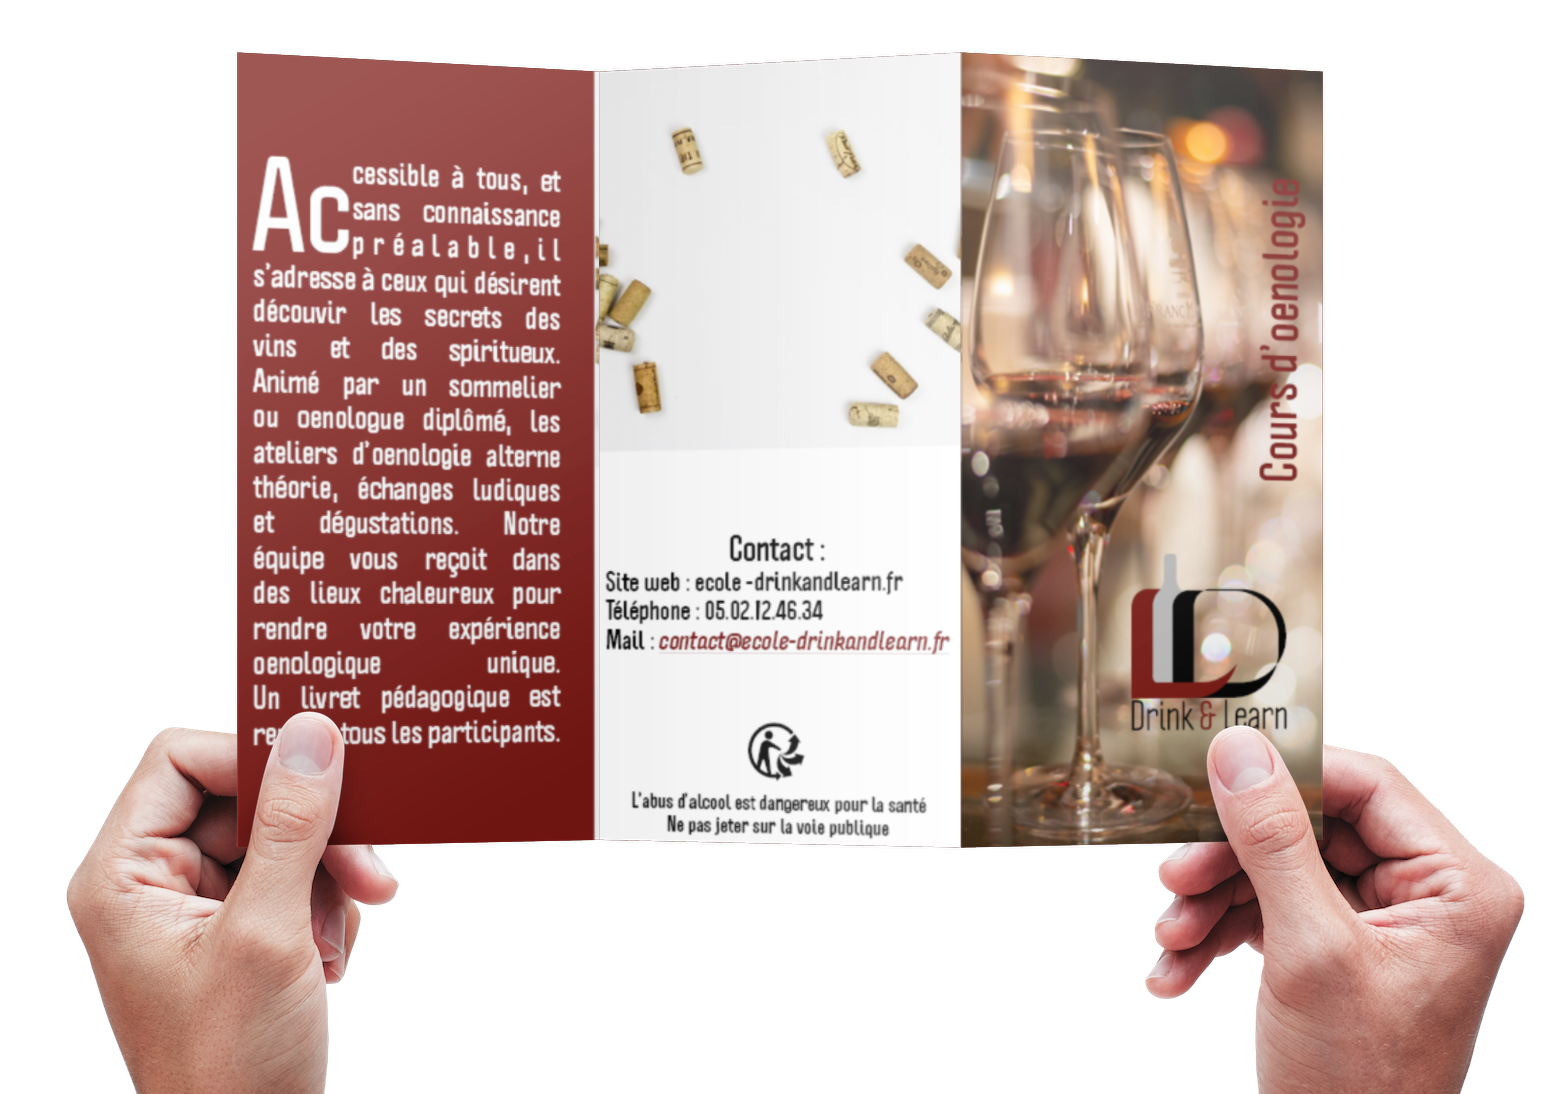 Accessible à tous, et
sans connaissance
préalable, il
s'adresse à ceux qui désirent
découvir les secrets des
vins et des spiritueux.
Animé par un sommelier
ou oenologue diplômé, les
ateliers d'oenologie alterne
théorie, échanges ludiques
et dégustations. Notre
équipe vous reçoit dans
des lieux chaleureux pour
rendre votre expérience
oenologique unique.
Un livret pédagogique est
tous les participants.
Contact :
Site web : ecole -drinkandlearn.fr
Téléphone : 05.02.12.46.34
Mail : contact@ecole-drinkandlearn.fr
L'abus d'alcool est dangereux pour la santé
Ne pas jeter sur la voie publique
Cours d'oenologie
Drink & Learn